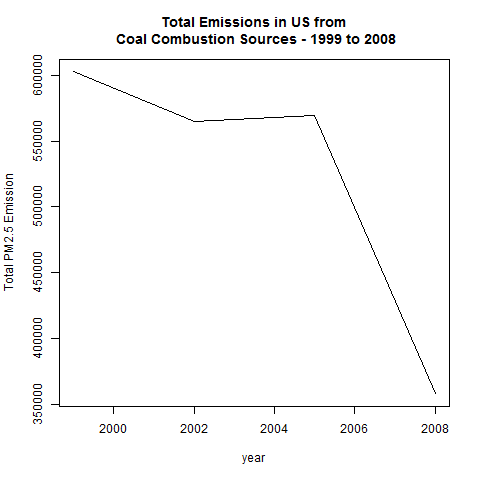 Total Emissions in US from
Coal Combustion Sources - 1999 to 2008
Total PM2.5 Emission
600000
550000
500000
450000
400000
350000
2000
2002
2004
2006
2008
year